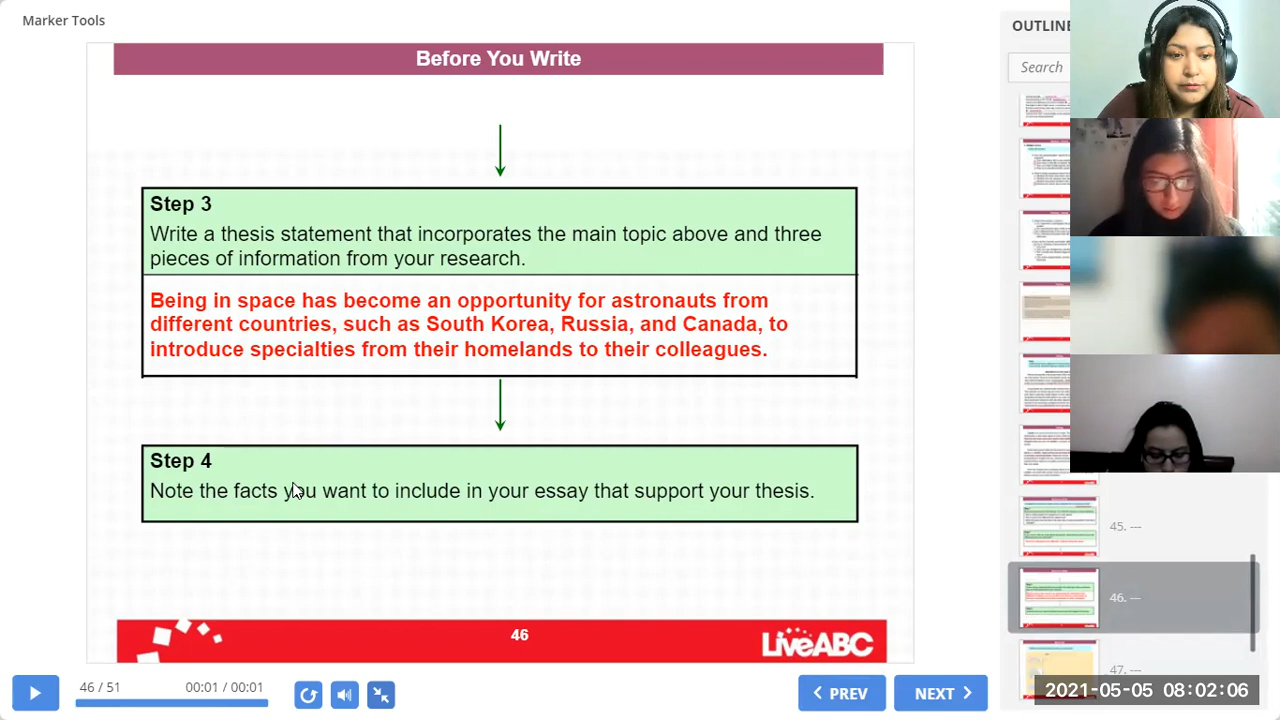 Marker Tools
OUTLINE
Before You Write
Search
Step 3
Write a thesis statement that incorporates the main topic above and three
pieces of information from your research.
Being in space has become an opportunity for astronauts from
different countries, such as South Korea, Russia, and Canada, to
introduce specialties from their homelands to their colleagues.
Step 4
Note the facts you want to include in your essay that support your thesis.
45. ---
46. ---
47. ---
46
LiveABC
46 / 51
00:01 / 00:01
PREV
NEXT
2021-05-05 08:02:06